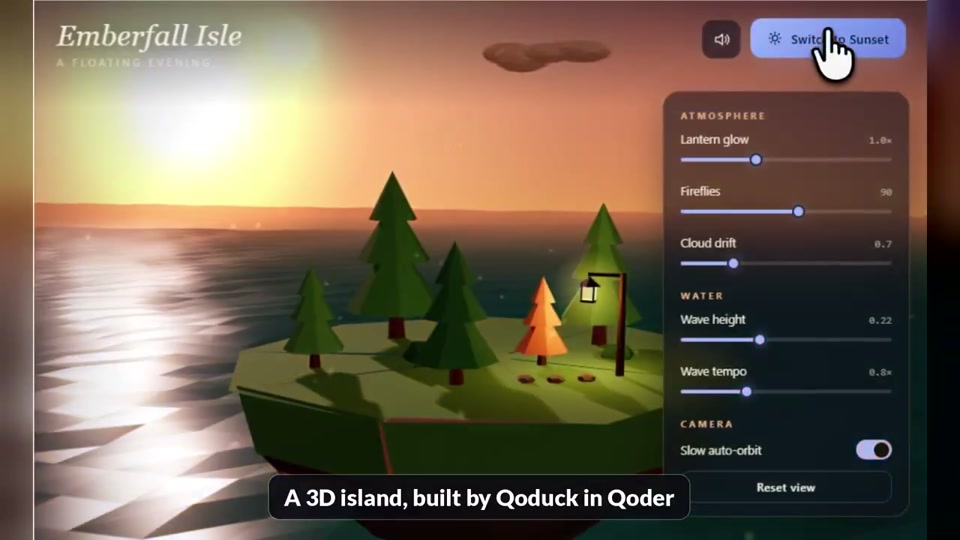 Emberfall Isle
A FLOATING EVENING
Switch to Sunset
ATMOSPHERE
Lantern glow 1.0×
Fireflies 90
Cloud drift 0.7
WATER
Wave height 0.22
Wave tempo 0.8×
CAMERA
Slow auto-orbit
Reset view
A 3D island, built by Qoduck in Qoder